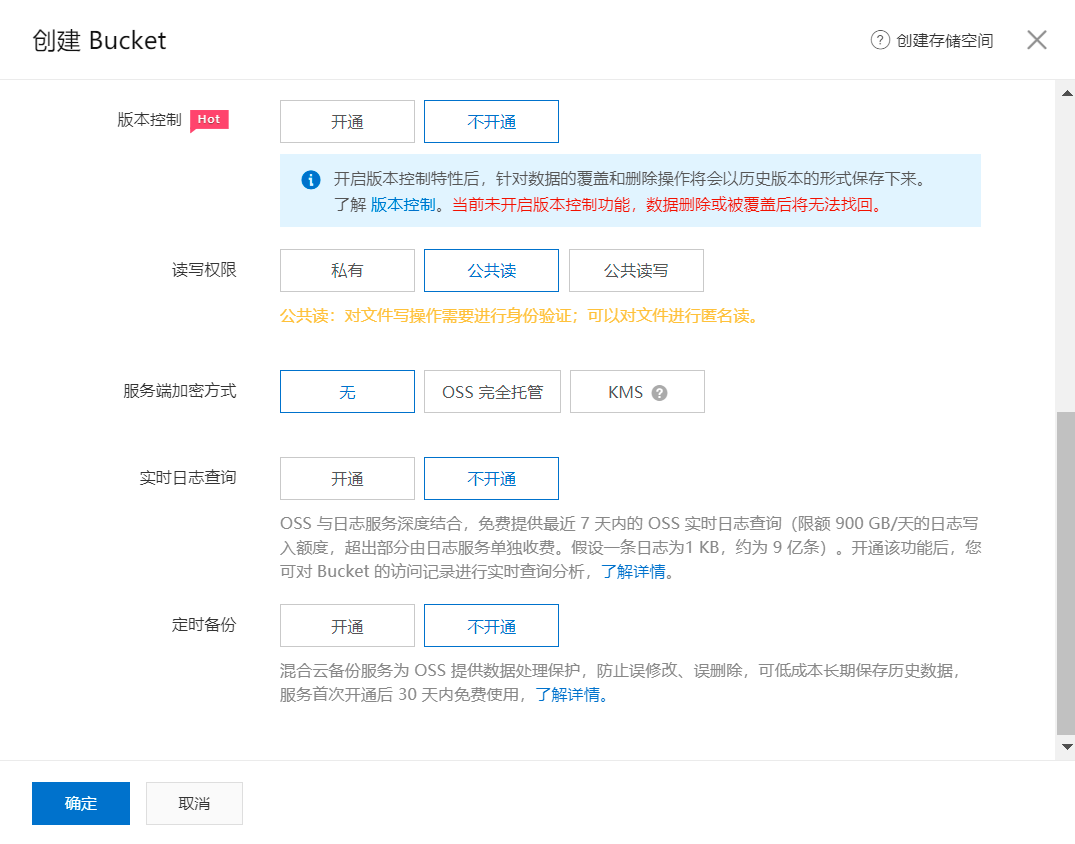 创建 Bucket
? 创建存储空间
版本控制 Hot
开通 不开通
开启版本控制特性后，针对数据的覆盖和删除操作将会以历史版本的形式保存下来。
了解 版本控制。当前未开启版本控制功能，数据删除或被覆盖后将无法找回。
读写权限 私有 公共读 公共读写
公共读：对文件写操作需要进行身份验证；可以对文件进行匿名读。
服务端加密方式 无 OSS 完全托管 KMS ?
实时日志查询 开通 不开通
OSS 与日志服务深度结合，免费提供最近 7 天内的 OSS 实时日志查询（限额 900 GB/天的日志写
入额度，超出部分由日志服务单独收费。假设一条日志为1 KB，约为 9 亿条）。开通该功能后，您
可对 Bucket 的访问记录进行实时查询分析，了解详情。
定时备份 开通 不开通
混合云备份服务为 OSS 提供数据处理保护，防止误修改、误删除，可低成本长期保存历史数据，
服务首次开通后 30 天内免费使用，了解详情。
确定 取消